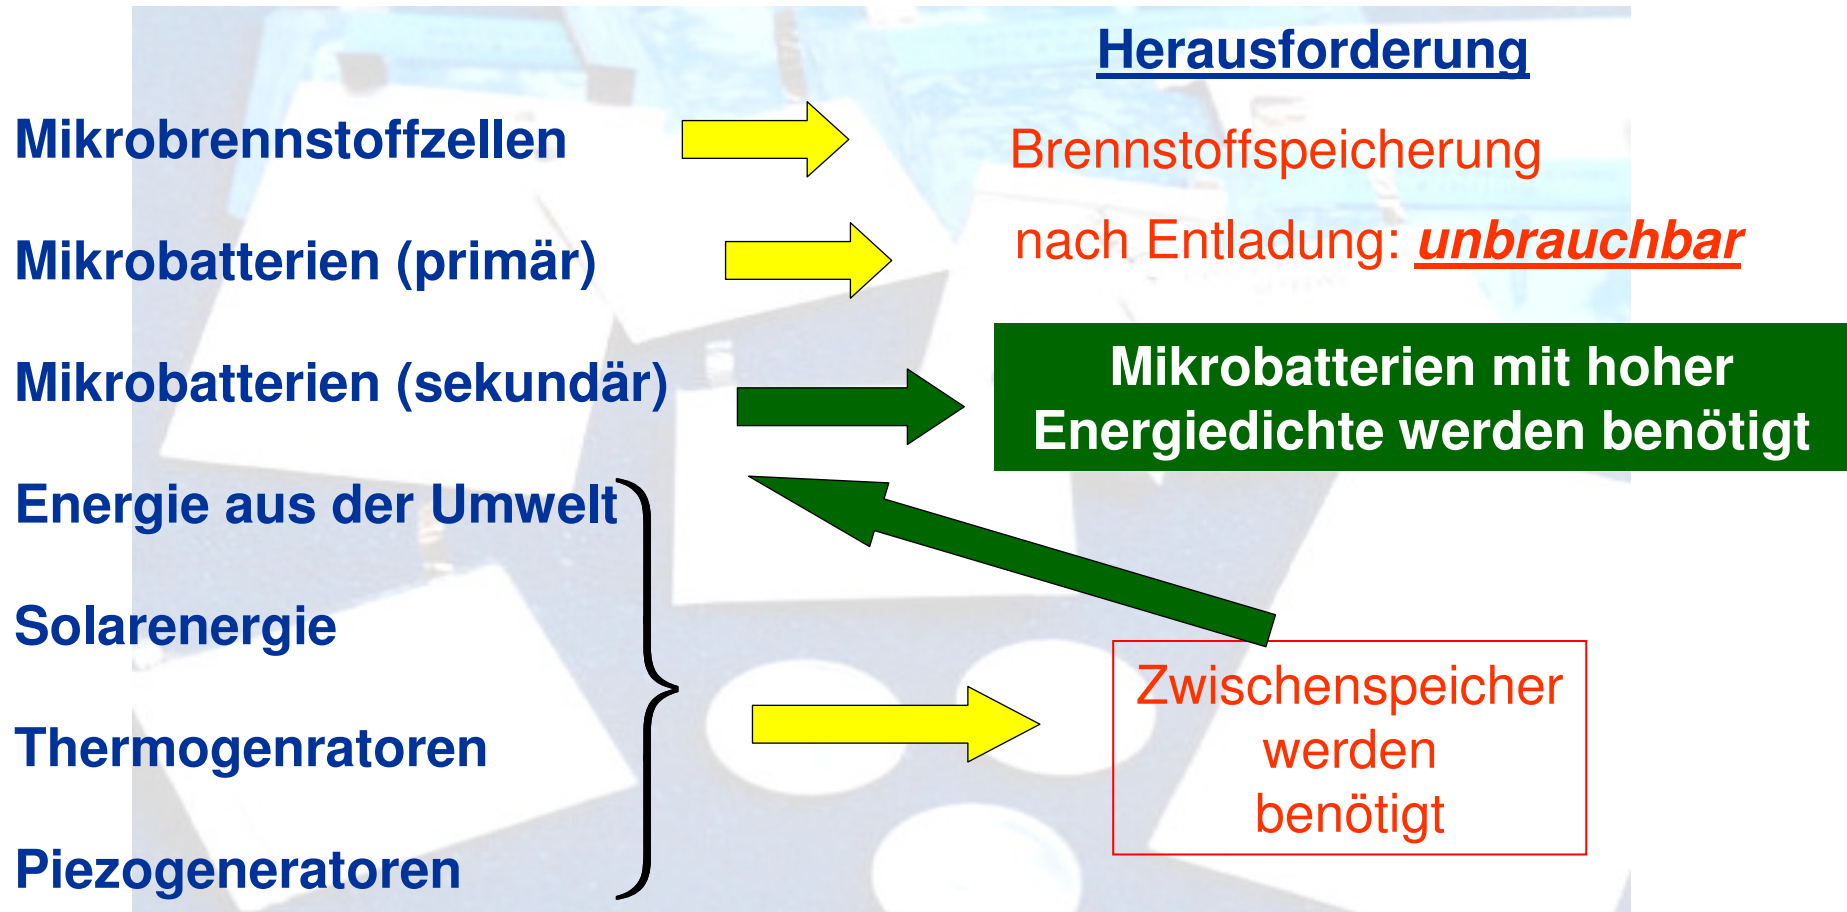 Herausforderung
Mikrobrennstoffzellen
Brennstoffspeicherung
Mikrobatterien (primär)
nach Entladung: unbrauchbar
Mikrobatterien (sekundär)
Mikrobatterien mit hoher
Energiedichte werden benötigt
Energie aus der Umwelt
Solarenergie
Thermogenratoren
Piezogeneratoren
Zwischenspeicher
werden
benötigt